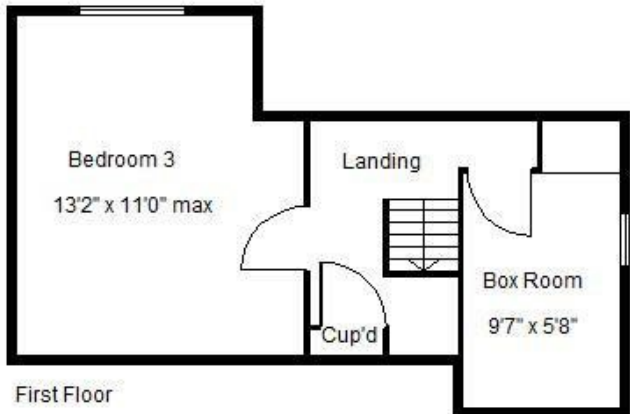 Bedroom 3
13'2" x 11'0" max
Landing
Box Room
9'7" x 5'8"
Cup'd
First Floor